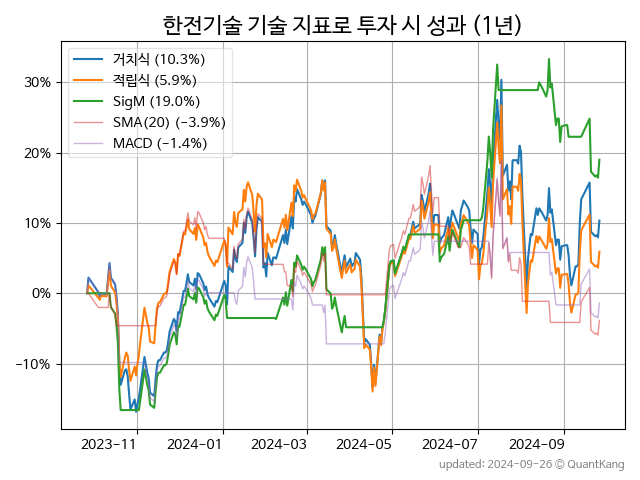 한전기술 기술 지표로 투자 시 성과 (1년)
거치식 (10.3%)
적립식 (5.9%)
SigM (19.0%)
SMA(20) (−3.9%)
MACD (−1.4%)
30%
20%
10%
0%
−10%
2023-11 2024-01 2024-03 2024-05 2024-07 2024-09
updated: 2024-09-26 © QuantKang